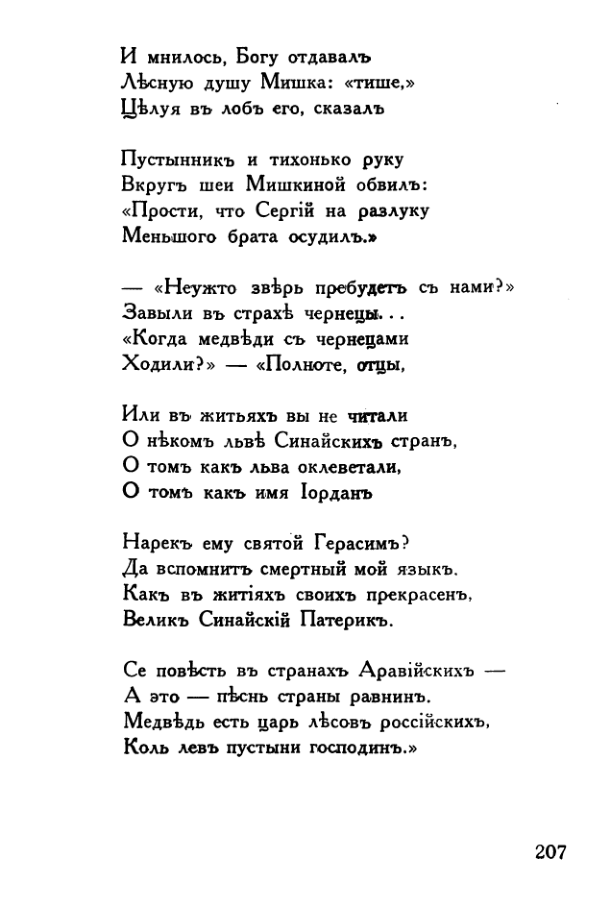 И мнилось, Богу отдавалъ
Лѣсную душу Мишка: «тише,»
Цѣлуя въ лобъ его, сказалъ
Пустынникъ и тихонько руку
Вкругъ шеи Мишкиной обвилъ:
«Прости, что Сергій на разлуку
Меньшого брата осудилъ.»
— «Неужто звѣрь пребудетъ съ нами?»
Завыли въ страхѣ чернецы...
«Когда медвѣди съ чернецами
Ходили?» — «Полноте, отцы,
Или въ житьяхъ вы не читали
О нѣкомъ львѣ Синайскихъ странъ,
О томъ какъ льва оклеветали,
О томъ какъ имя Іорданъ
Нарекъ ему святой Герасимъ?
Да вспомнитъ смертный мой языкъ.
Какъ въ житіяхъ своихъ прекрасенъ,
Великъ Синайскій Патерикъ.
Се повѣсть въ странахъ Аравійскихъ —
А это — пѣснь страны равнинъ.
Медвѣдь есть царь лѣсовъ россійскихъ,
Коль левъ пустыни господинъ.»
207